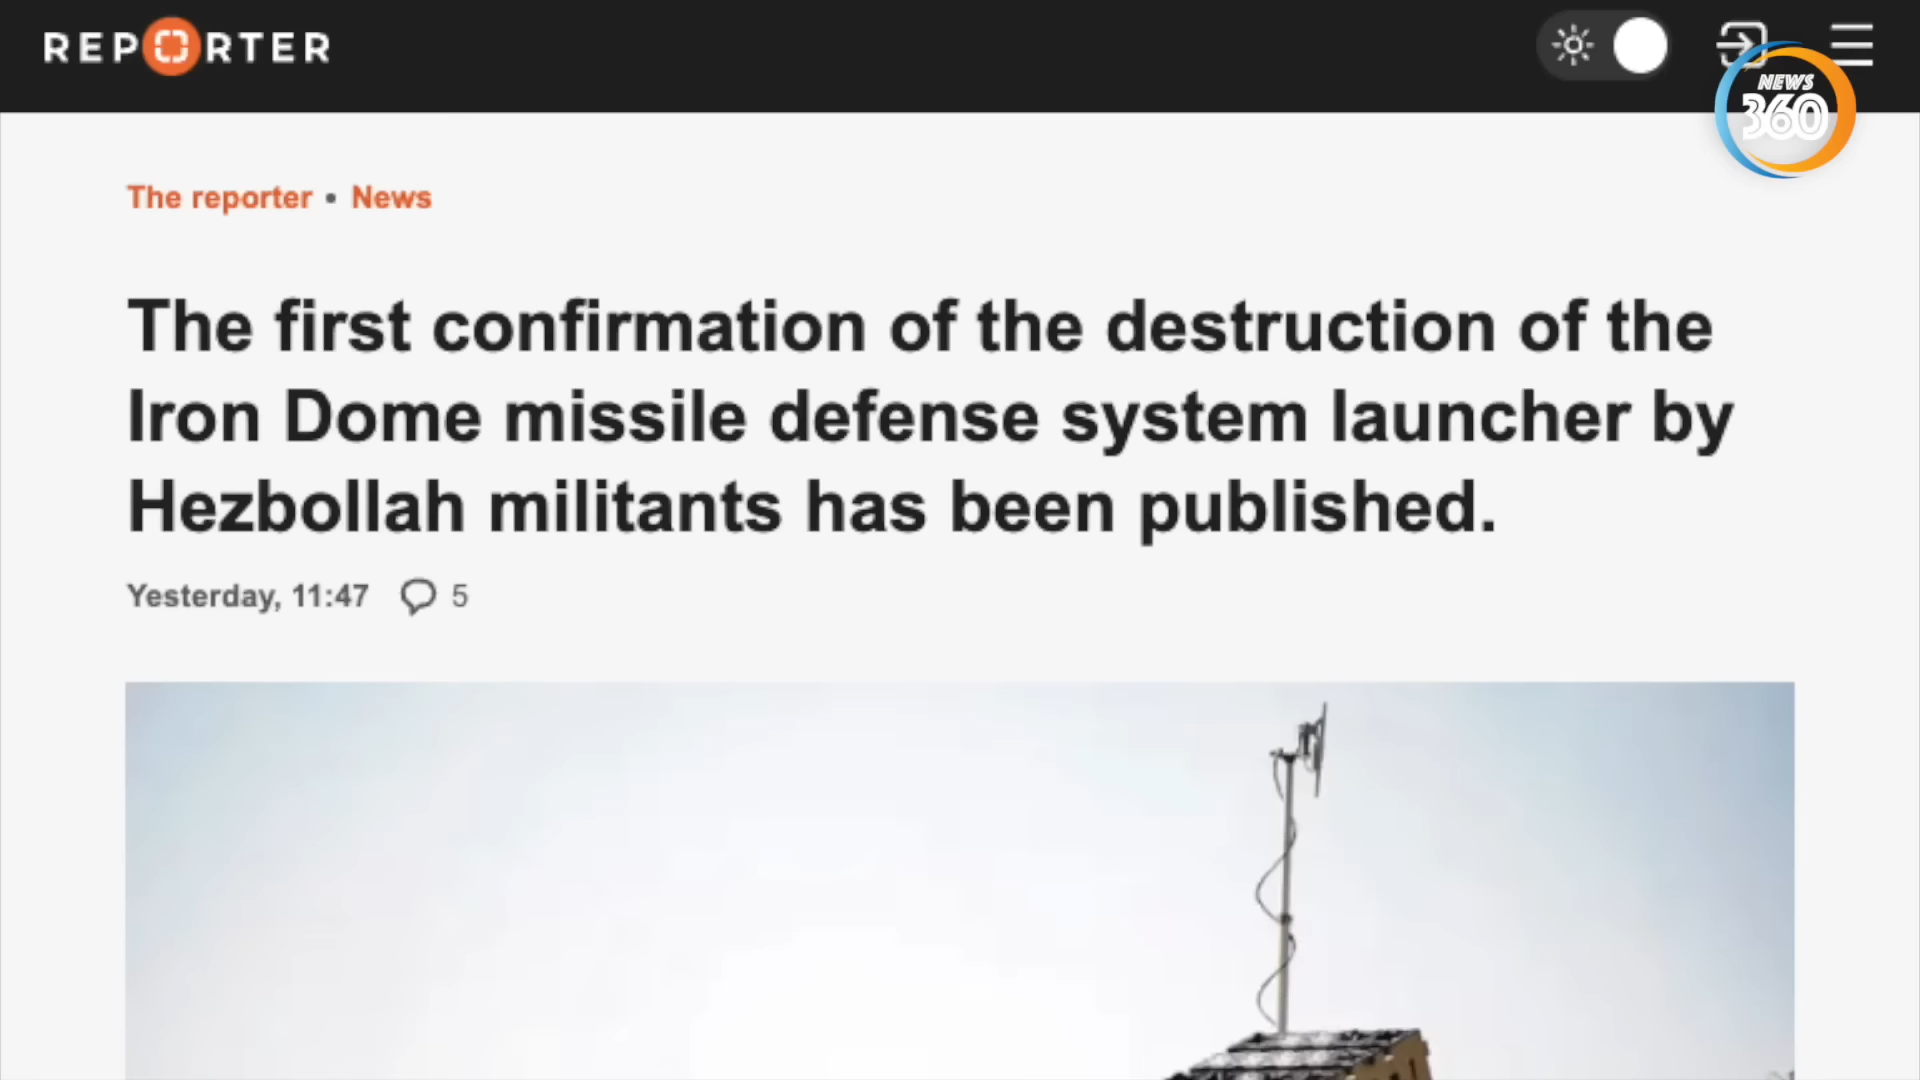 REPORTER
NEWS
360
The reporter • News
The first confirmation of the destruction of the
Iron Dome missile defense system launcher by
Hezbollah militants has been published.
Yesterday, 11:47 5